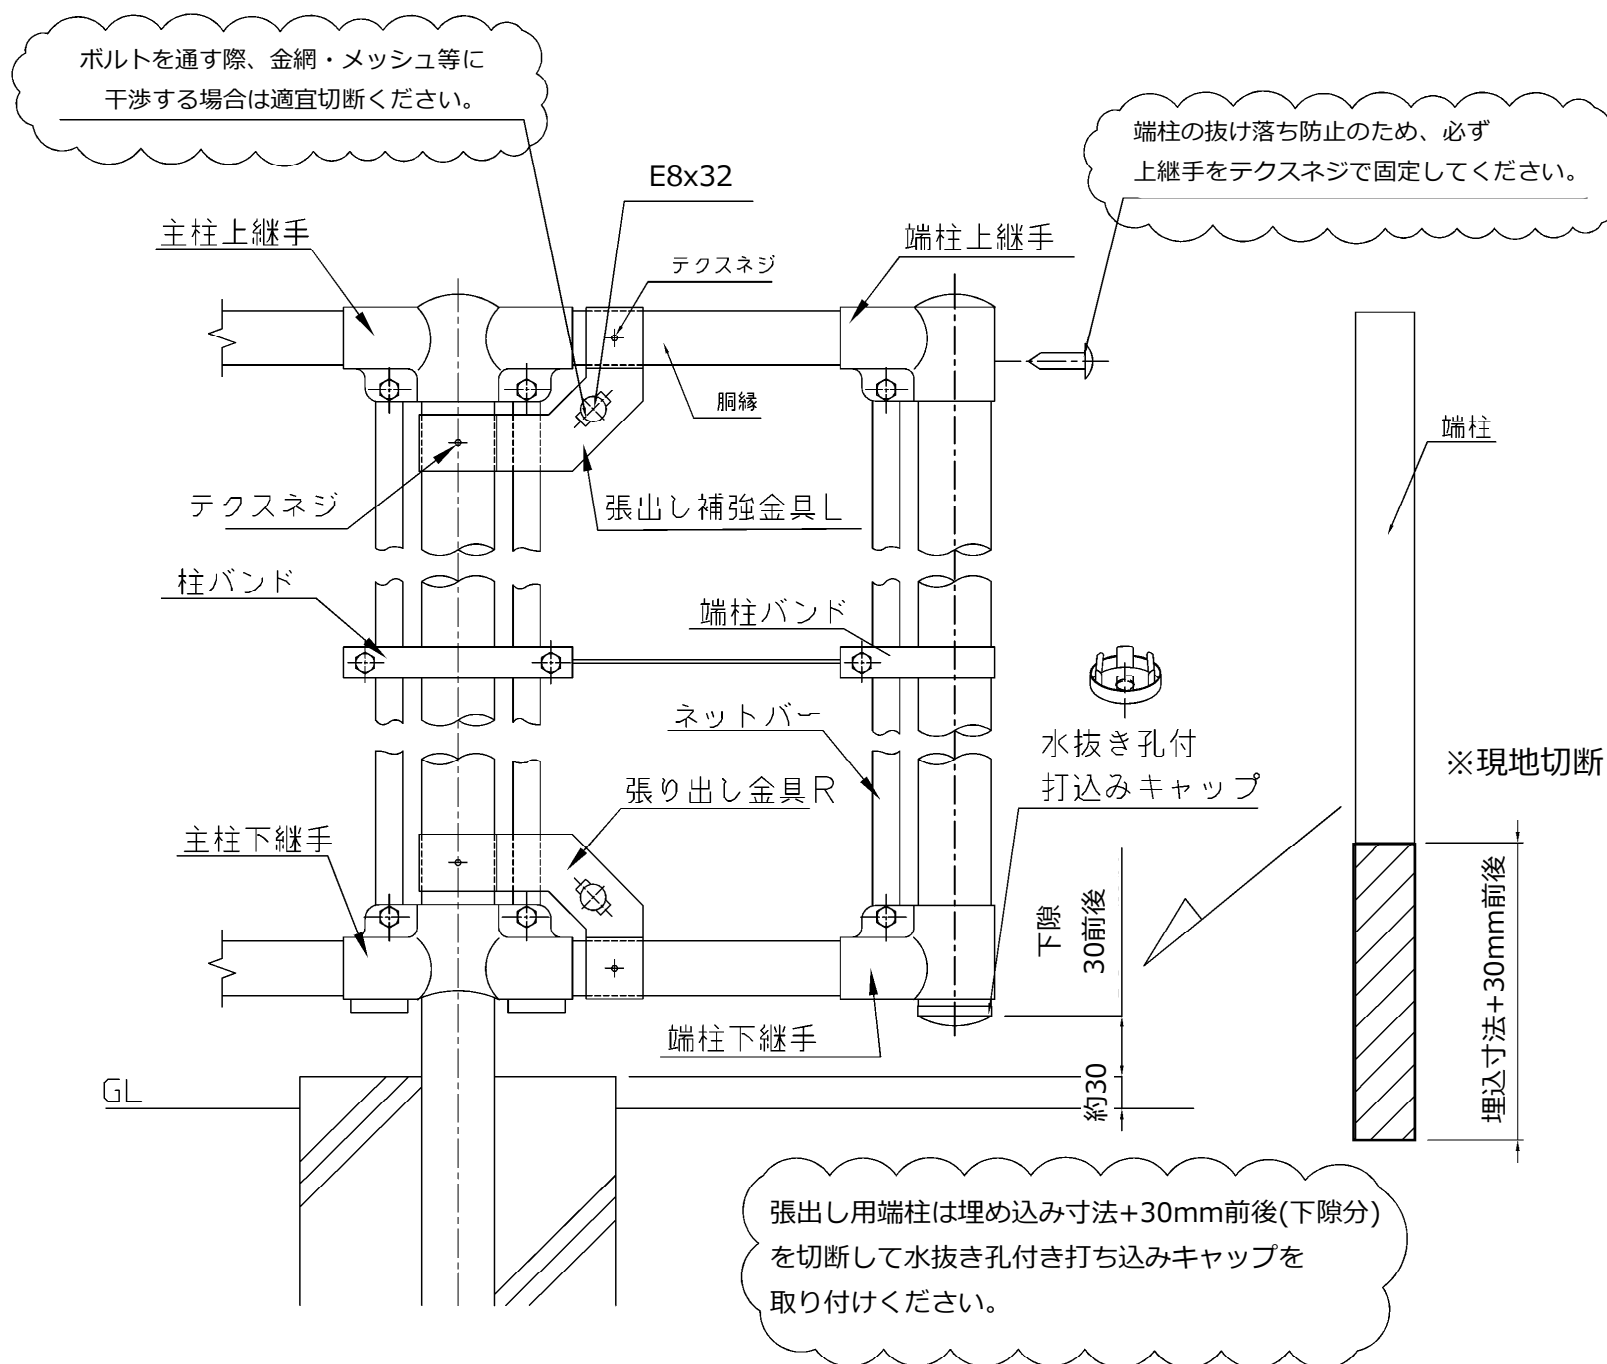 ボルトを通す際、金網・メッシュ等に
干渉する場合は適宜切断ください。
端柱の抜け落ち防止のため、必ず
上継手をテクスネジで固定してください。
E8x32
主柱上継手
端柱上継手
テクスネジ
胴縁
端柱
テクスネジ
張出し補強金具L
柱バンド
端柱バンド
ネットバー
水抜き孔付
打込みキャップ
※現地切断
張り出し金具R
主柱下継手
下隙
30前後
埋込寸法+30mm前後
端柱下継手
GL
約30
張出し用端柱は埋め込み寸法+30mm前後(下隙分)
を切断して水抜き孔付き打ち込みキャップを
取り付けください。